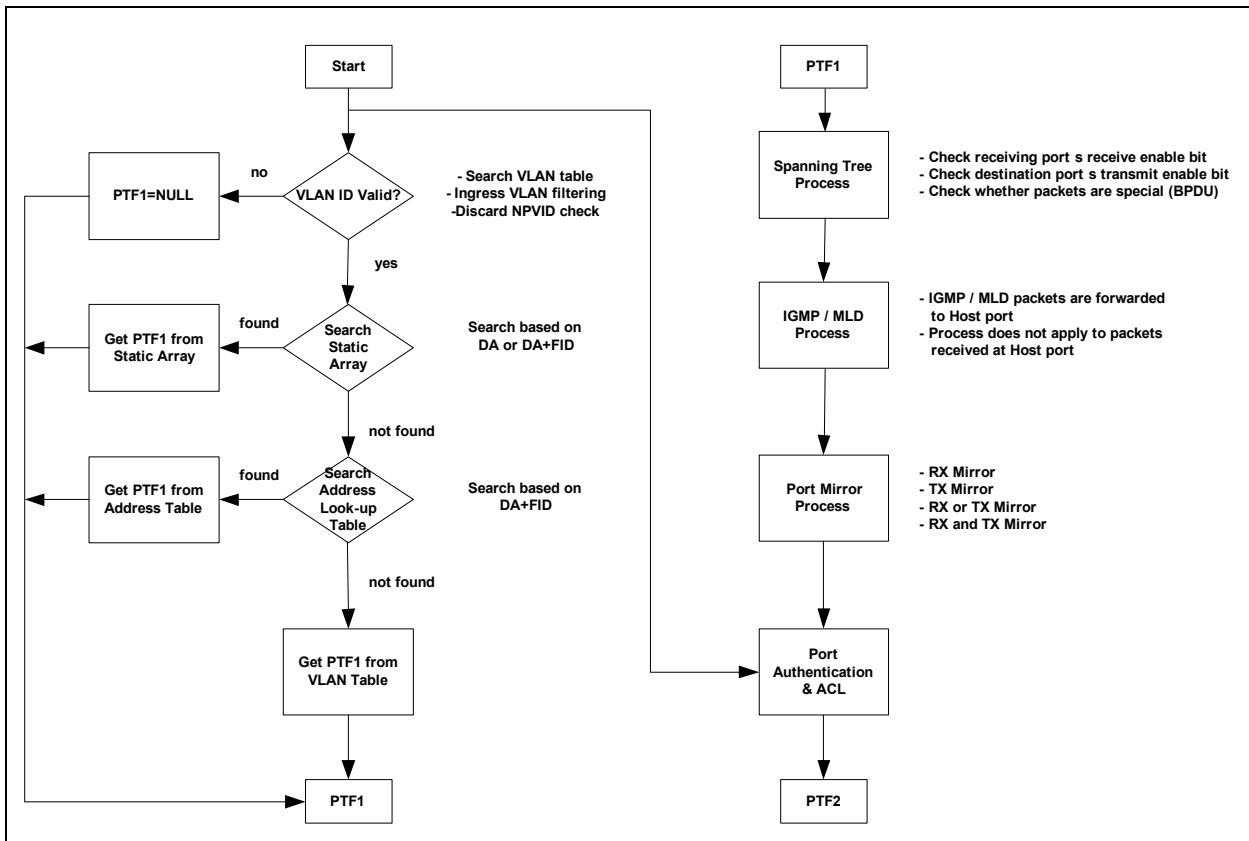 Start
VLAN ID Valid?
no
PTF1=NULL
- Search VLAN table
- Ingress VLAN filtering
-Discard NPVID check
yes
Search
Static
Array
found
Get PTF1 from
Static Array
Search based on
DA or DA+FID
not found
Search
Address
Look-up
Table
found
Get PTF1 from
Address Table
Search based on
DA+FID
not found
Get PTF1 from
VLAN Table
PTF1
PTF1
Spanning Tree
Process
- Check receiving port s receive enable bit
- Check destination port s transmit enable bit
- Check whether packets are special (BPDU)
IGMP / MLD
Process
- IGMP / MLD packets are forwarded
to Host port
- Process does not apply to packets
received at Host port
Port Mirror
Process
- RX Mirror
- TX Mirror
- RX or TX Mirror
- RX and TX Mirror
Port
Authentication
& ACL
PTF2